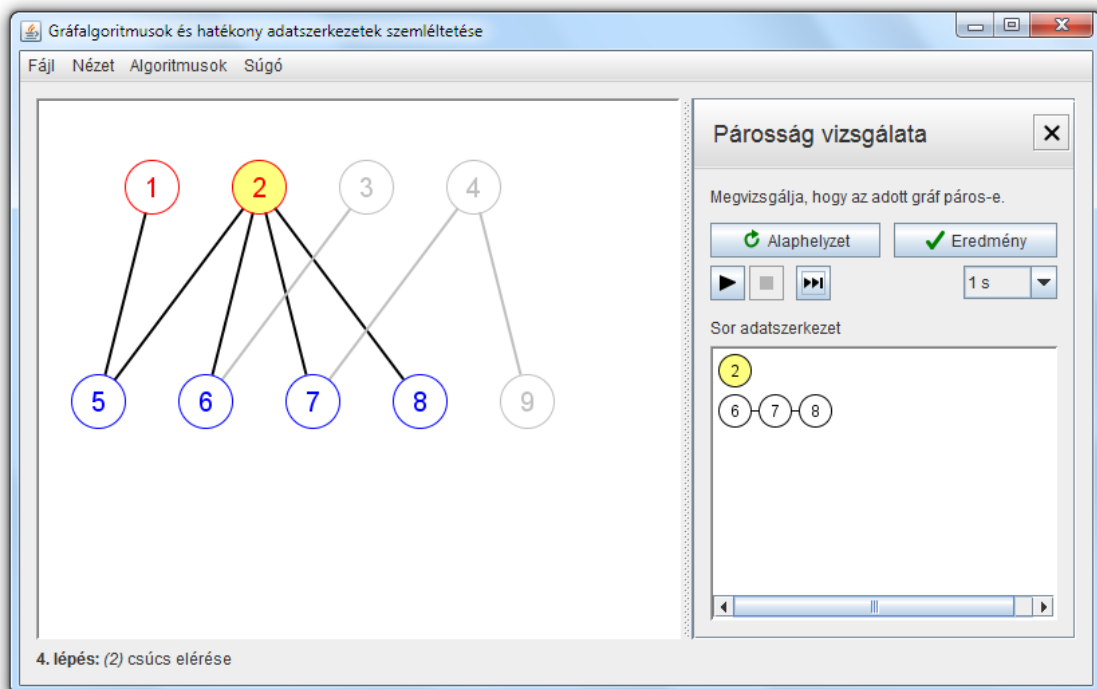 Gráfalgoritmusok és hatékony adatszerkezetek szemléltetése
Fájl Nézet Algoritmusok Súgó
1 2 3 4
5 6 7 8 9
Párosság vizsgálata
Megvizsgálja, hogy az adott gráf páros-e.
Alaphelyzet Eredmény
1 s
Sor adatszerkezet
2
6 7 8
4. lépés: (2) csúcs elérése